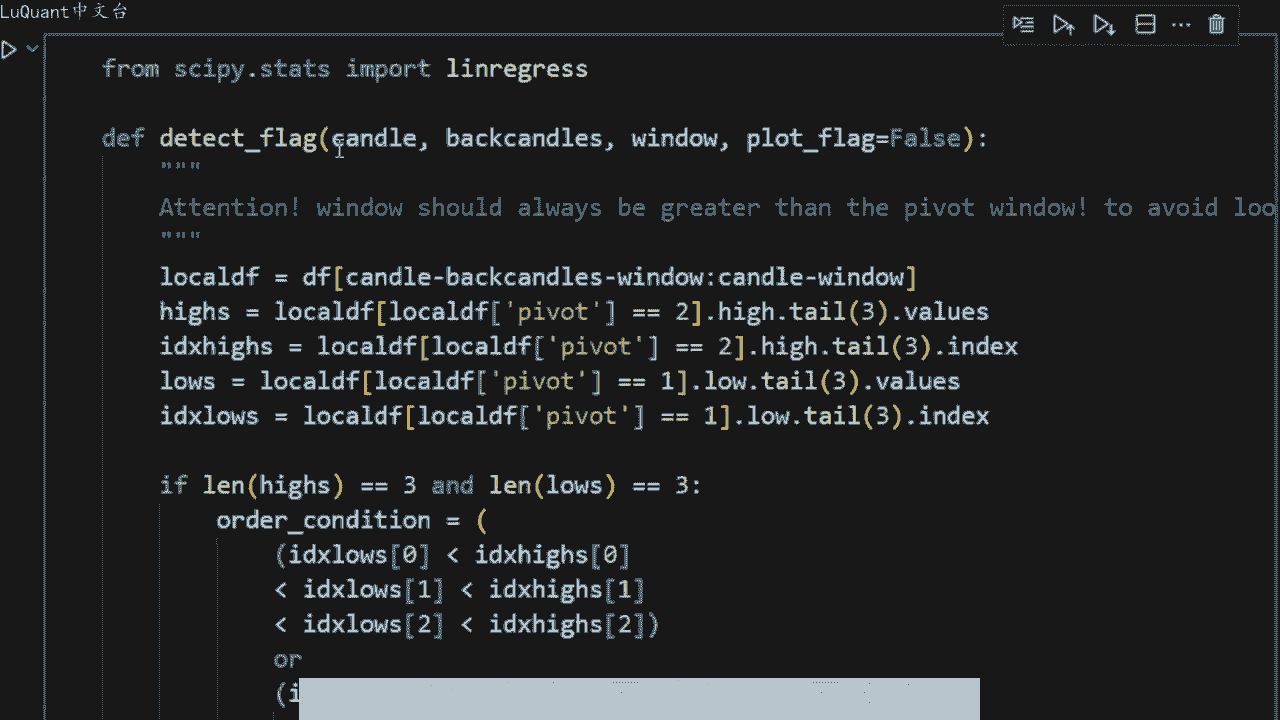 LuQuant中文台
from scipy.stats import linregress
def detect_flag(candle, backcandles, window, plot_flag=False):
"""
Attention! window should always be greater than the pivot window! to avoid loo
"""
localdf = df[candle-backcandles-window:candle-window]
highs = localdf[localdf['pivot'] == 2].high.tail(3).values
idxhighs = localdf[localdf['pivot'] == 2].high.tail(3).index
lows = localdf[localdf['pivot'] == 1].low.tail(3).values
idxlows = localdf[localdf['pivot'] == 1].low.tail(3).index
if len(highs) == 3 and len(lows) == 3:
order_condition = (
(idxlows[0] < idxhighs[0]
< idxlows[1] < idxhighs[1]
< idxlows[2] < idxhighs[2])
or
(i